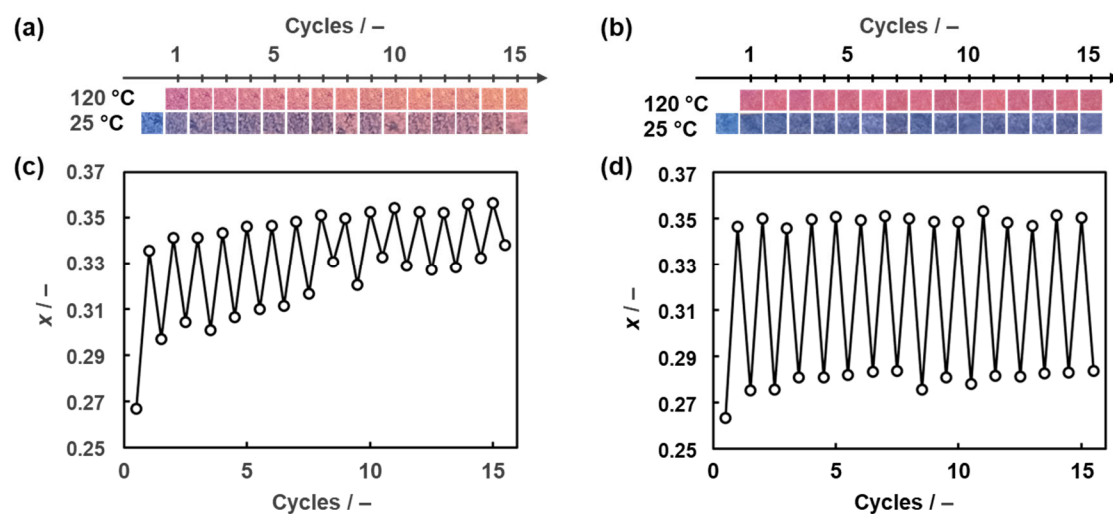 (a)
Cycles / –
1 5 10 15
120 °C
25 °C
(b)
Cycles / –
1 5 10 15
120 °C
25 °C
(c)
0.37
0.35
0.33
0.31
0.29
0.27
0.25
x / –
0 5 10 15
Cycles / –
(d)
0.37
0.35
0.33
0.31
0.29
0.27
0.25
x / –
0 5 10 15
Cycles / –